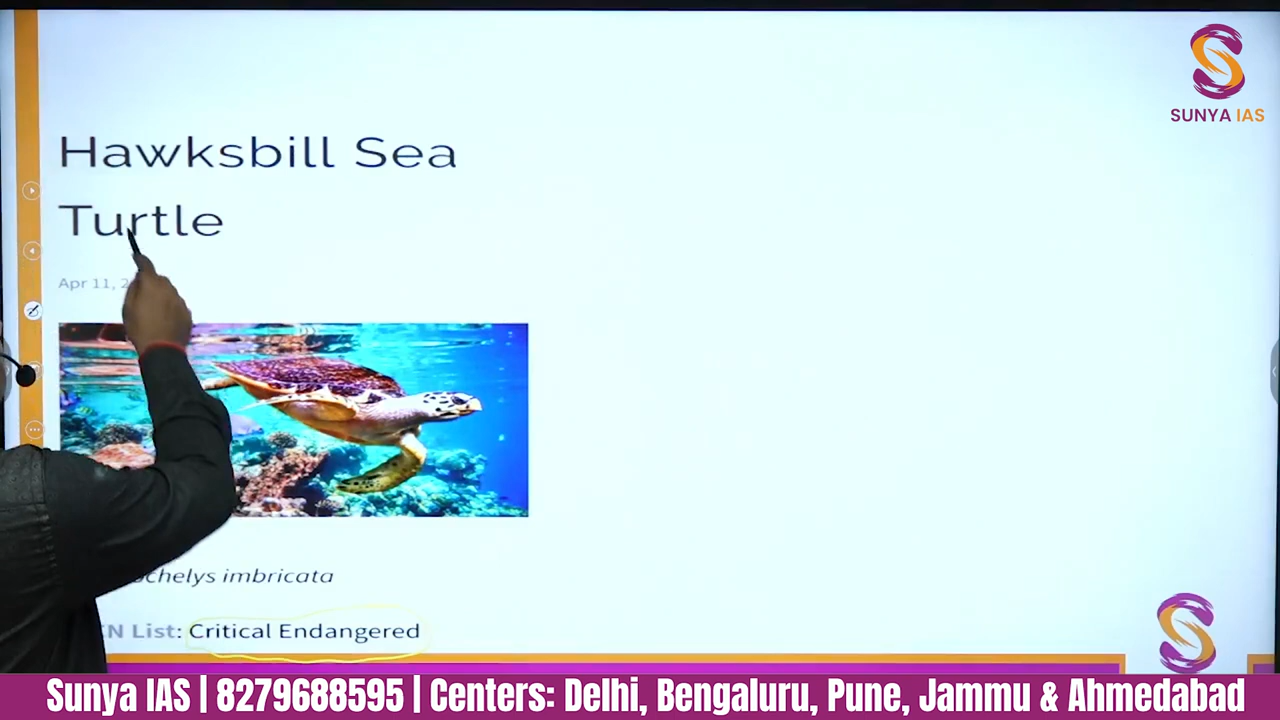 SUNYA IAS
Hawksbill Sea
Turtle
Apr 11,
imbricata
List: Critical Endangered
Sunya IAS | 8279688595 | Centers: Delhi, Bengaluru, Pune, Jammu & Ahmedabad